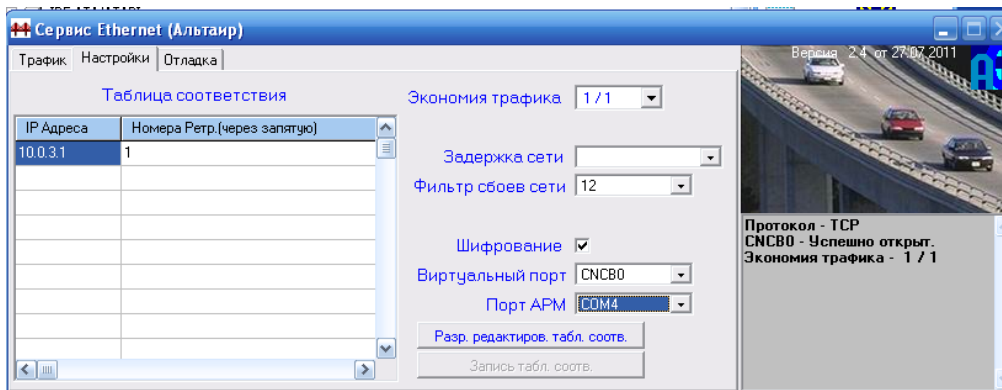 Сервис Ethernet (Альтаир)
Трафик Настройки Отладка
Таблица соответствия
IP Адреса Номера Ретр.(через запятую)
10.0.3.1 1
Экономия трафика 1 / 1
Задержка сети
Фильтр сбоев сети 12
Шифрование
Виртуальный порт CNCB0
Порт АРМ COM4
Разр. редактиров. табл. соотв.
Запись табл. соотв.
Версия 2.4 от 27.07.2011
Протокол - TCP
CNCB0 - Успешно открыт.
Экономия трафика - 1 / 1